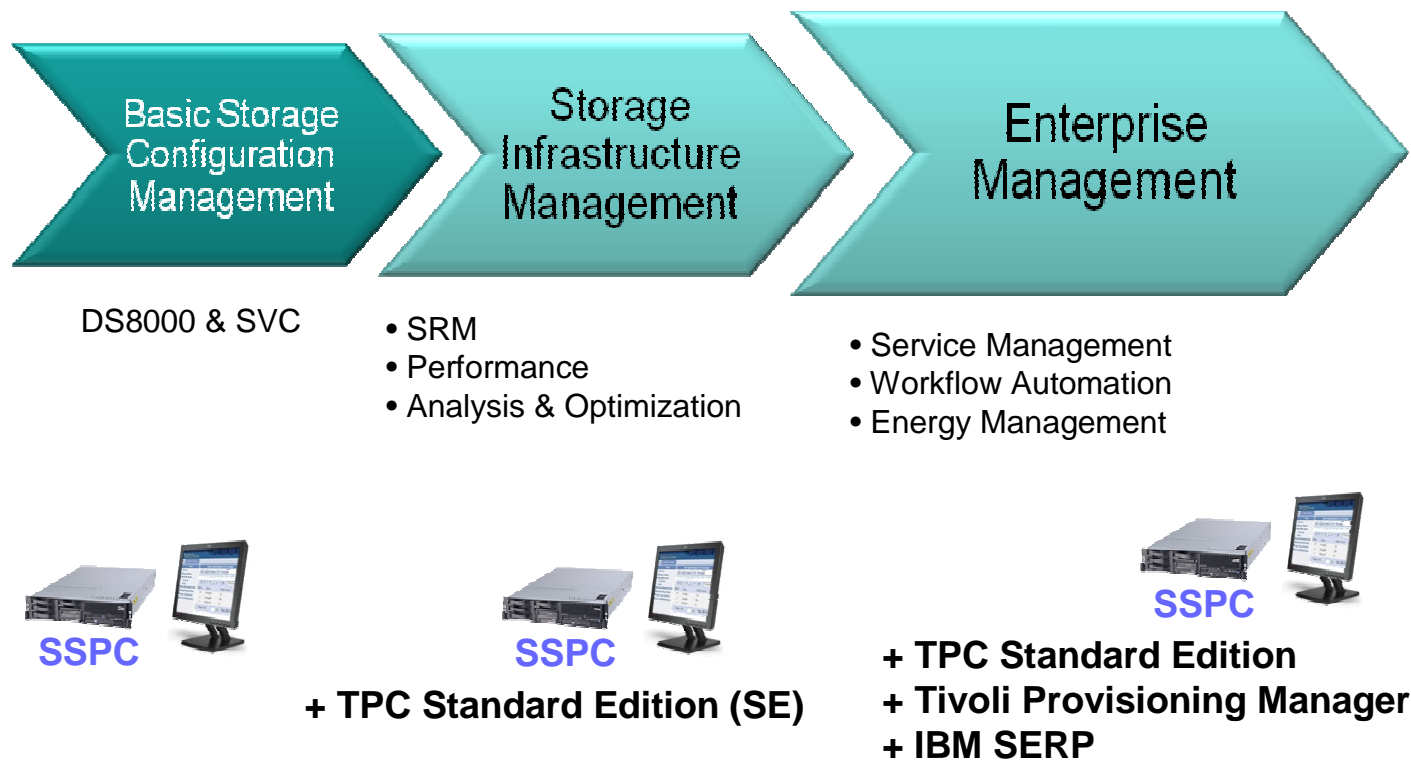 Basic Storage
Configuration
Management
Storage
Infrastructure
Management
Enterprise
Management
DS8000 & SVC
• SRM
• Performance
• Analysis & Optimization
• Service Management
• Workflow Automation
• Energy Management
SSPC
SSPC
+ TPC Standard Edition (SE)
SSPC
+ TPC Standard Edition
+ Tivoli Provisioning Manager
+ IBM SERP